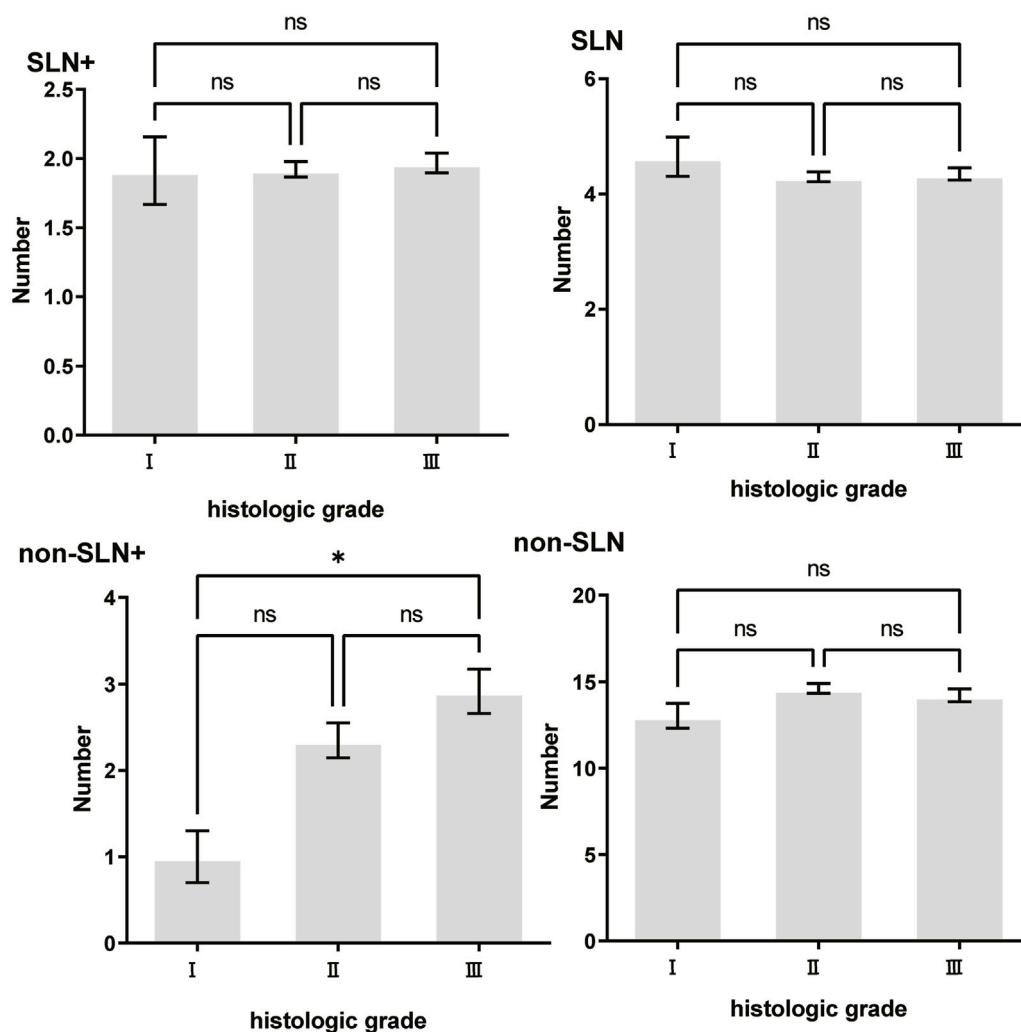 SLN+
ns
ns ns
2.5
2.0
1.5
1.0
0.5
0.0
Number
Ⅰ Ⅱ Ⅲ
histologic grade
SLN
ns
ns ns
6
4
2
0
Number
Ⅰ Ⅱ Ⅲ
histologic grade
non-SLN+
*
ns ns
4
3
2
1
0
Number
Ⅰ Ⅱ Ⅲ
histologic grade
non-SLN
ns
ns ns
20
15
10
5
0
Number
Ⅰ Ⅱ Ⅲ
histologic grade